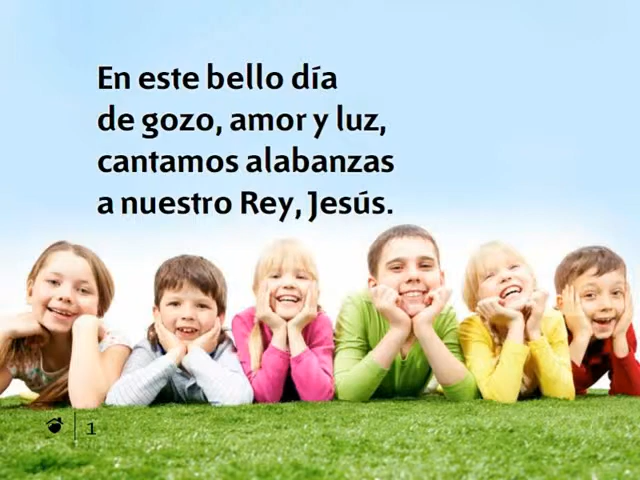 En este bello día
de gozo, amor y luz,
cantamos alabanzas
a nuestro Rey, Jesús.
1